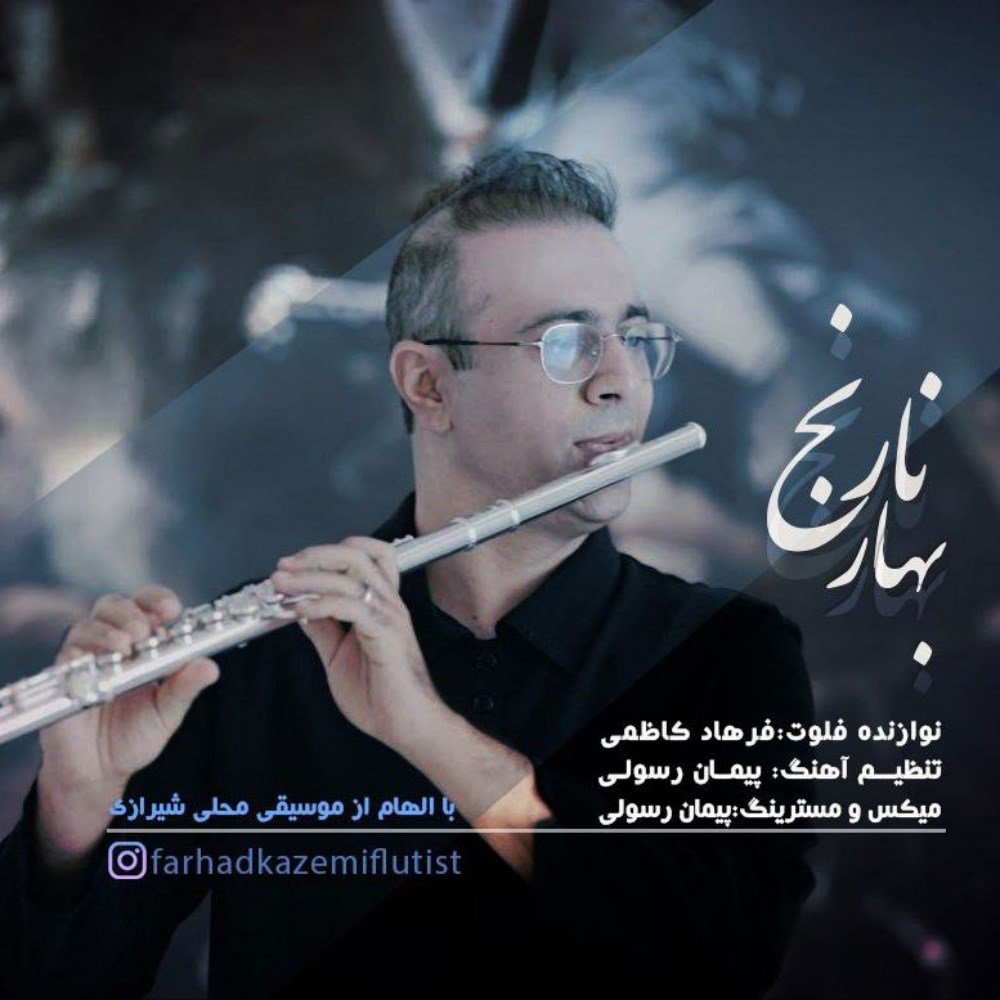 بهار نارنج
نوازنده فلوت:فرهاد کاظمی
تنظیم آهنگ: پیمان رسولی
میکس و مسترینگ:پیمان رسولی
با الهام از موسیقی محلی شیرازی
farhadkazemiflutist